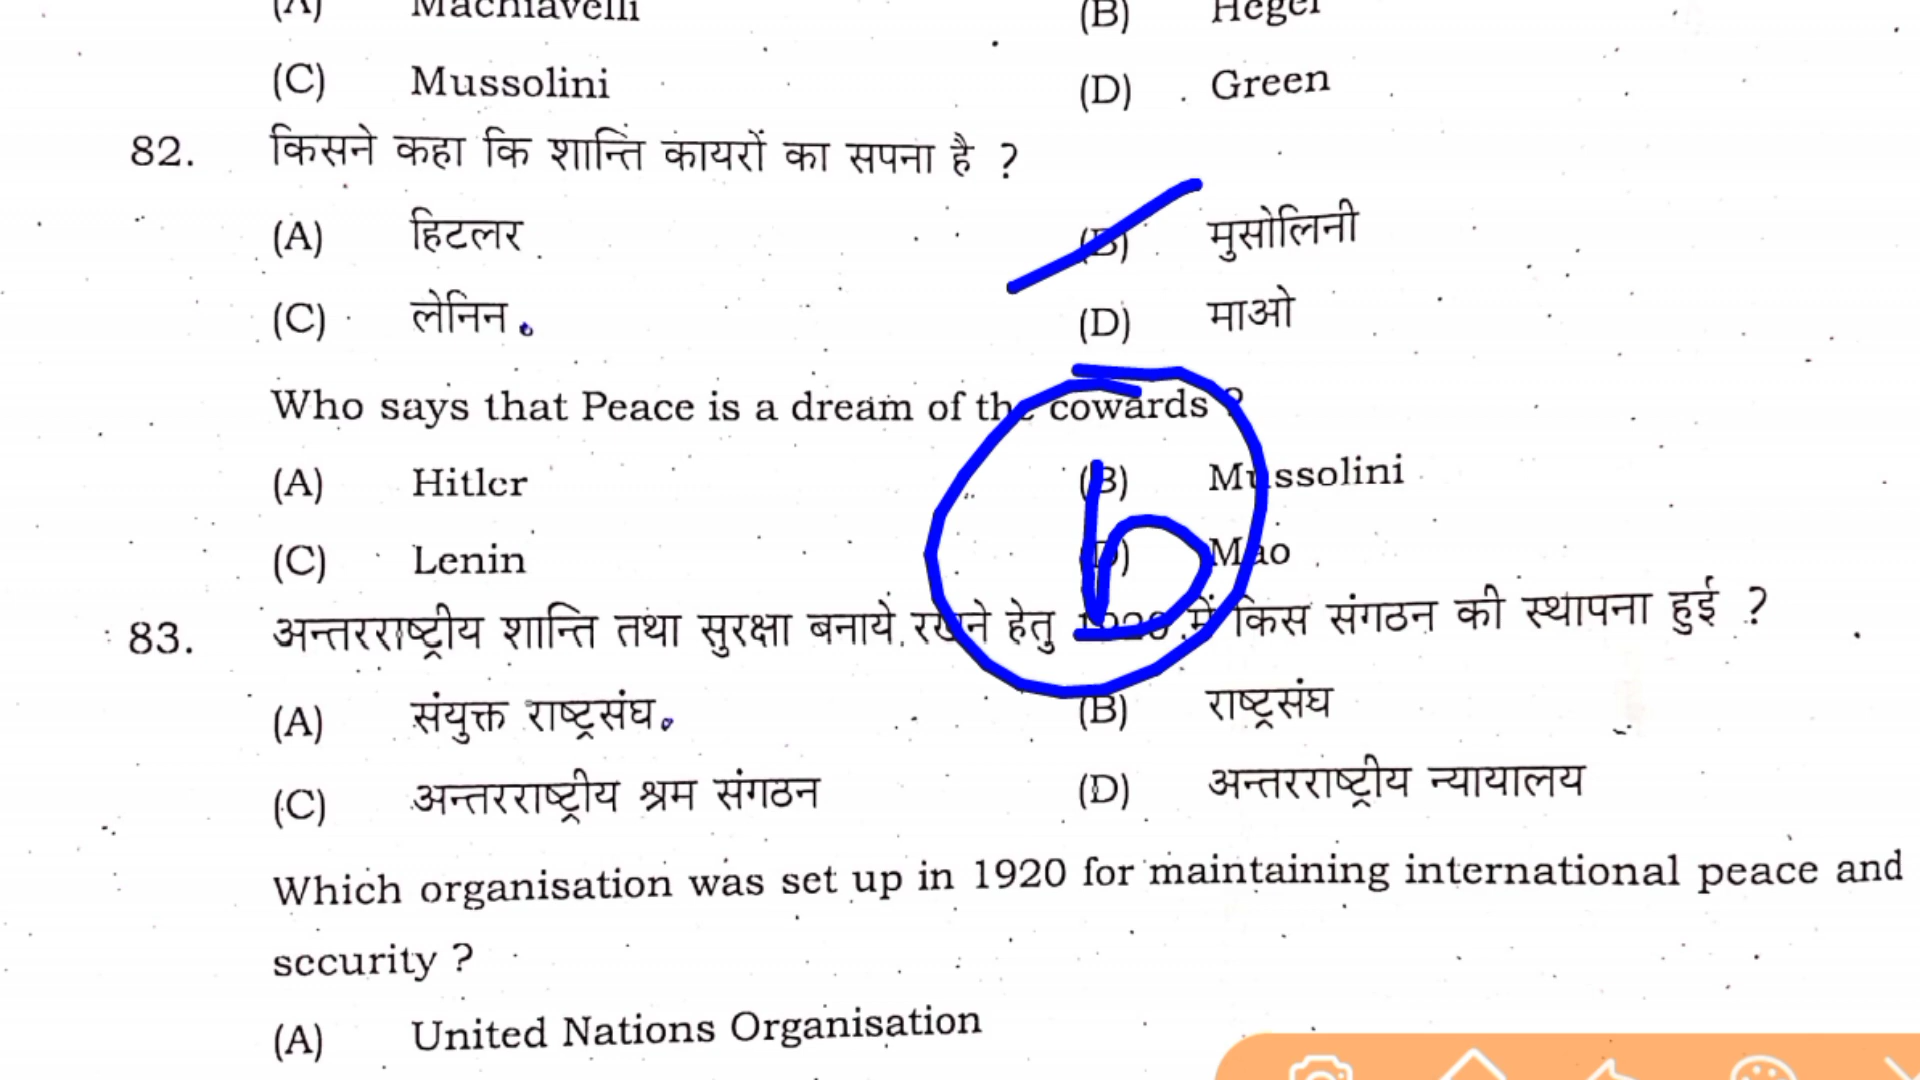 (A) Machiavelli (B) Hegel
(C) Mussolini (D) Green
82. किसने कहा कि शान्ति कायरों का सपना है ?
(A) हिटलर (B) मुसोलिनी
(C) लेनिन (D) माओ
Who says that Peace is a dream of the cowards ?
(A) Hitler (B) Mussolini
(C) Lenin (D) Mao
b
83. अन्तरराष्ट्रीय शान्ति तथा सुरक्षा बनाये रखने हेतु 1920 में किस संगठन की स्थापना हुई ?
(A) संयुक्त राष्ट्रसंघ (B) राष्ट्रसंघ
(C) अन्तरराष्ट्रीय श्रम संगठन (D) अन्तरराष्ट्रीय न्यायालय
Which organisation was set up in 1920 for maintaining international peace and
security ?
(A) United Nations Organisation